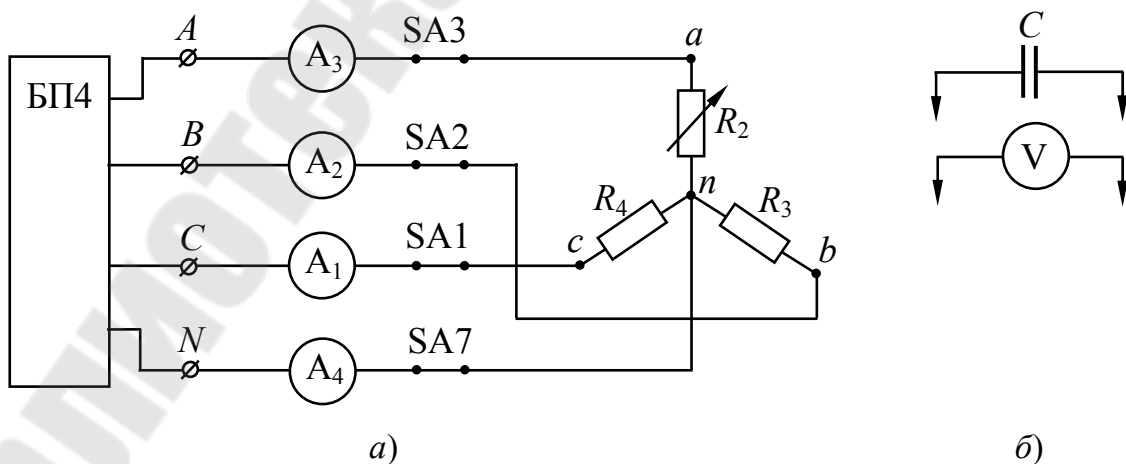 A A₃ SA3 a
БП4 R₂
B A₂ SA2
n
R₄ R₃
C A₁ SA1 c b
N A₄ SA7
C
V
а) б)